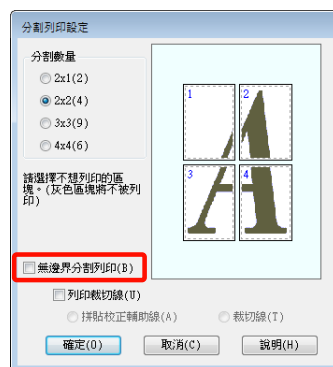 分割列印設定
分割數量
2x1(2)
2x2(4)
3x3(9)
4x4(6)
請選擇不想列印的區
塊。(灰色區塊將不被列
印)
1
2
3
4
無邊界分割列印(B)
列印裁切線(U)
拼貼校正輔助線(A)
裁切線(T)
確定(O)
取消(C)
說明(H)